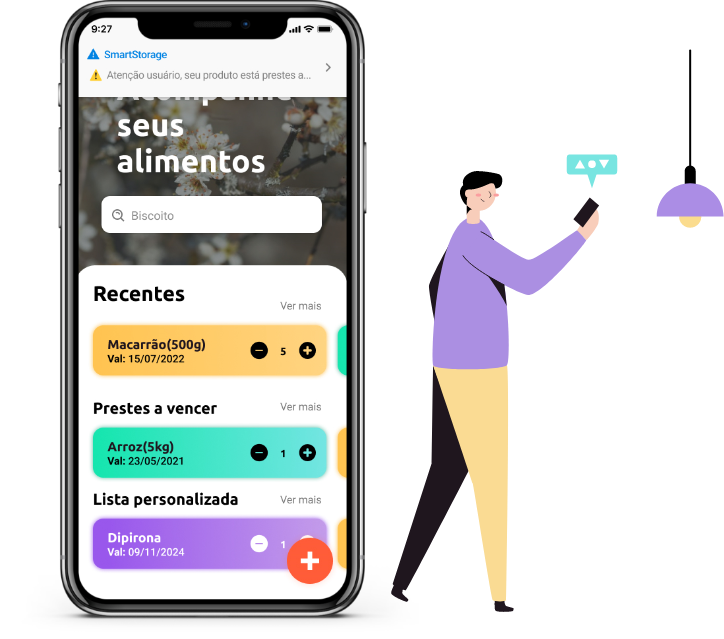 9:27
SmartStorage
Atenção usuário, seu produto está prestes a...
seus
alimentos
Biscoito
Recentes
Ver mais
Macarrão(500g)
Val: 15/07/2022
5
Prestes a vencer
Ver mais
Arroz(5kg)
Val: 23/05/2021
1
Lista personalizada
Ver mais
Dipirona
Val: 09/11/2024
1